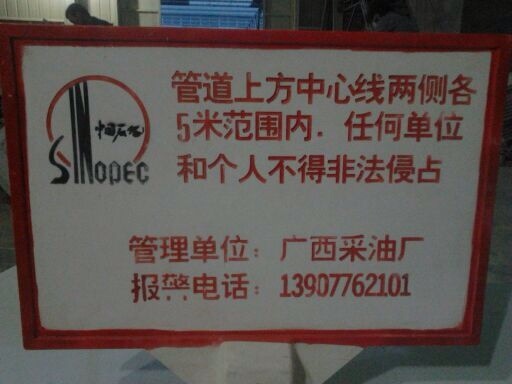 中国石化
SINOPEC
管道上方中心线两侧各
5米范围内.任何单位
和个人不得非法侵占
管理单位：广西采油厂
报警电话：13907762101